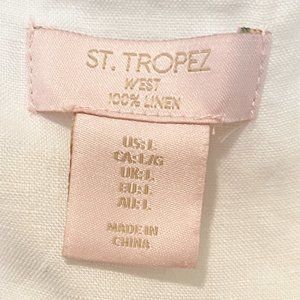 ST. TROPEZ
WEST
100% LINEN
US: L
CA: L/G
UK: L
EU: L
AU: L
MADE IN
CHINA